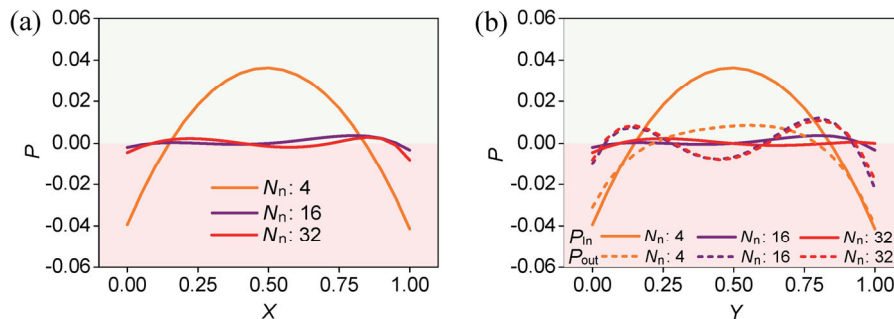 (a)
0.06
0.04
0.02
0.00
-0.02
-0.04
-0.06
P
Nn: 4
Nn: 16
Nn: 32
0.00 0.25 0.50 0.75 1.00
X
(b)
0.06
0.04
0.02
0.00
-0.02
-0.04
-0.06
P
PIn Nn: 4 Nn: 16 Nn: 32
Pout Nn: 4 Nn: 16 Nn: 32
0.00 0.25 0.50 0.75 1.00
Y